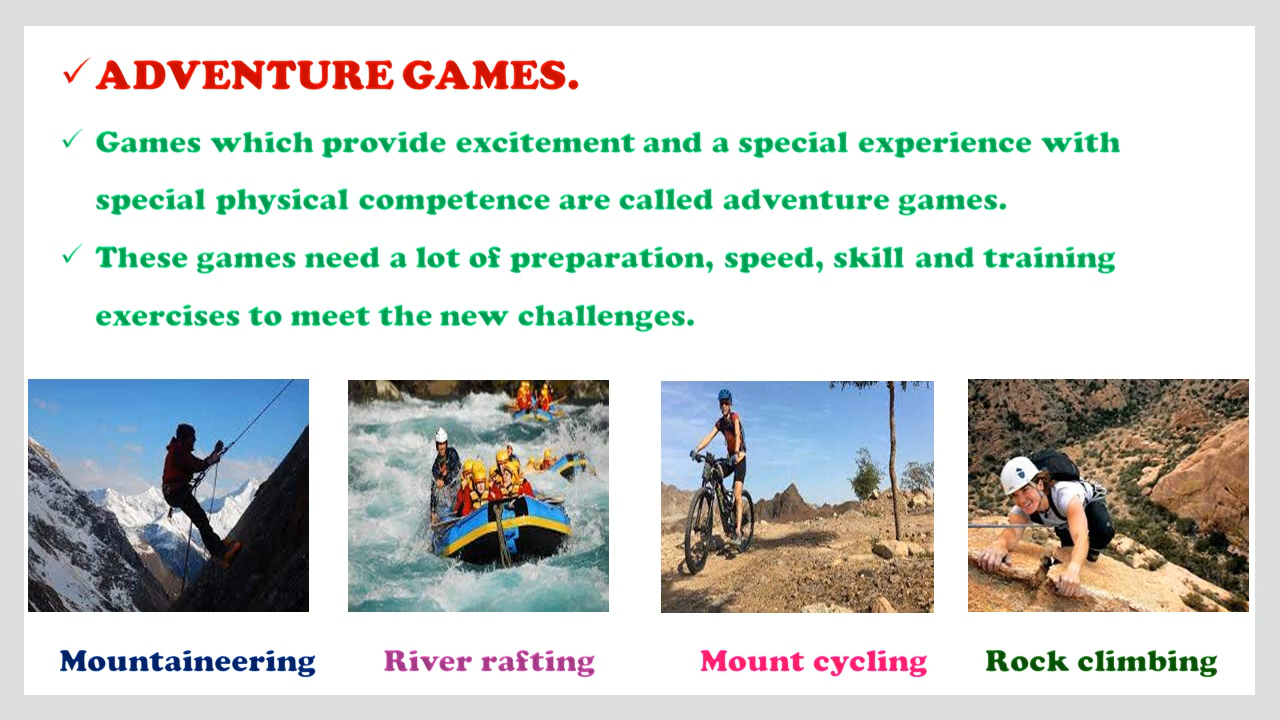 ✓ ADVENTURE GAMES.
✓ Games which provide excitement and a special experience with
special physical competence are called adventure games.
✓ These games need a lot of preparation, speed, skill and training
exercises to meet the new challenges.
Mountaineering River rafting Mount cycling Rock climbing